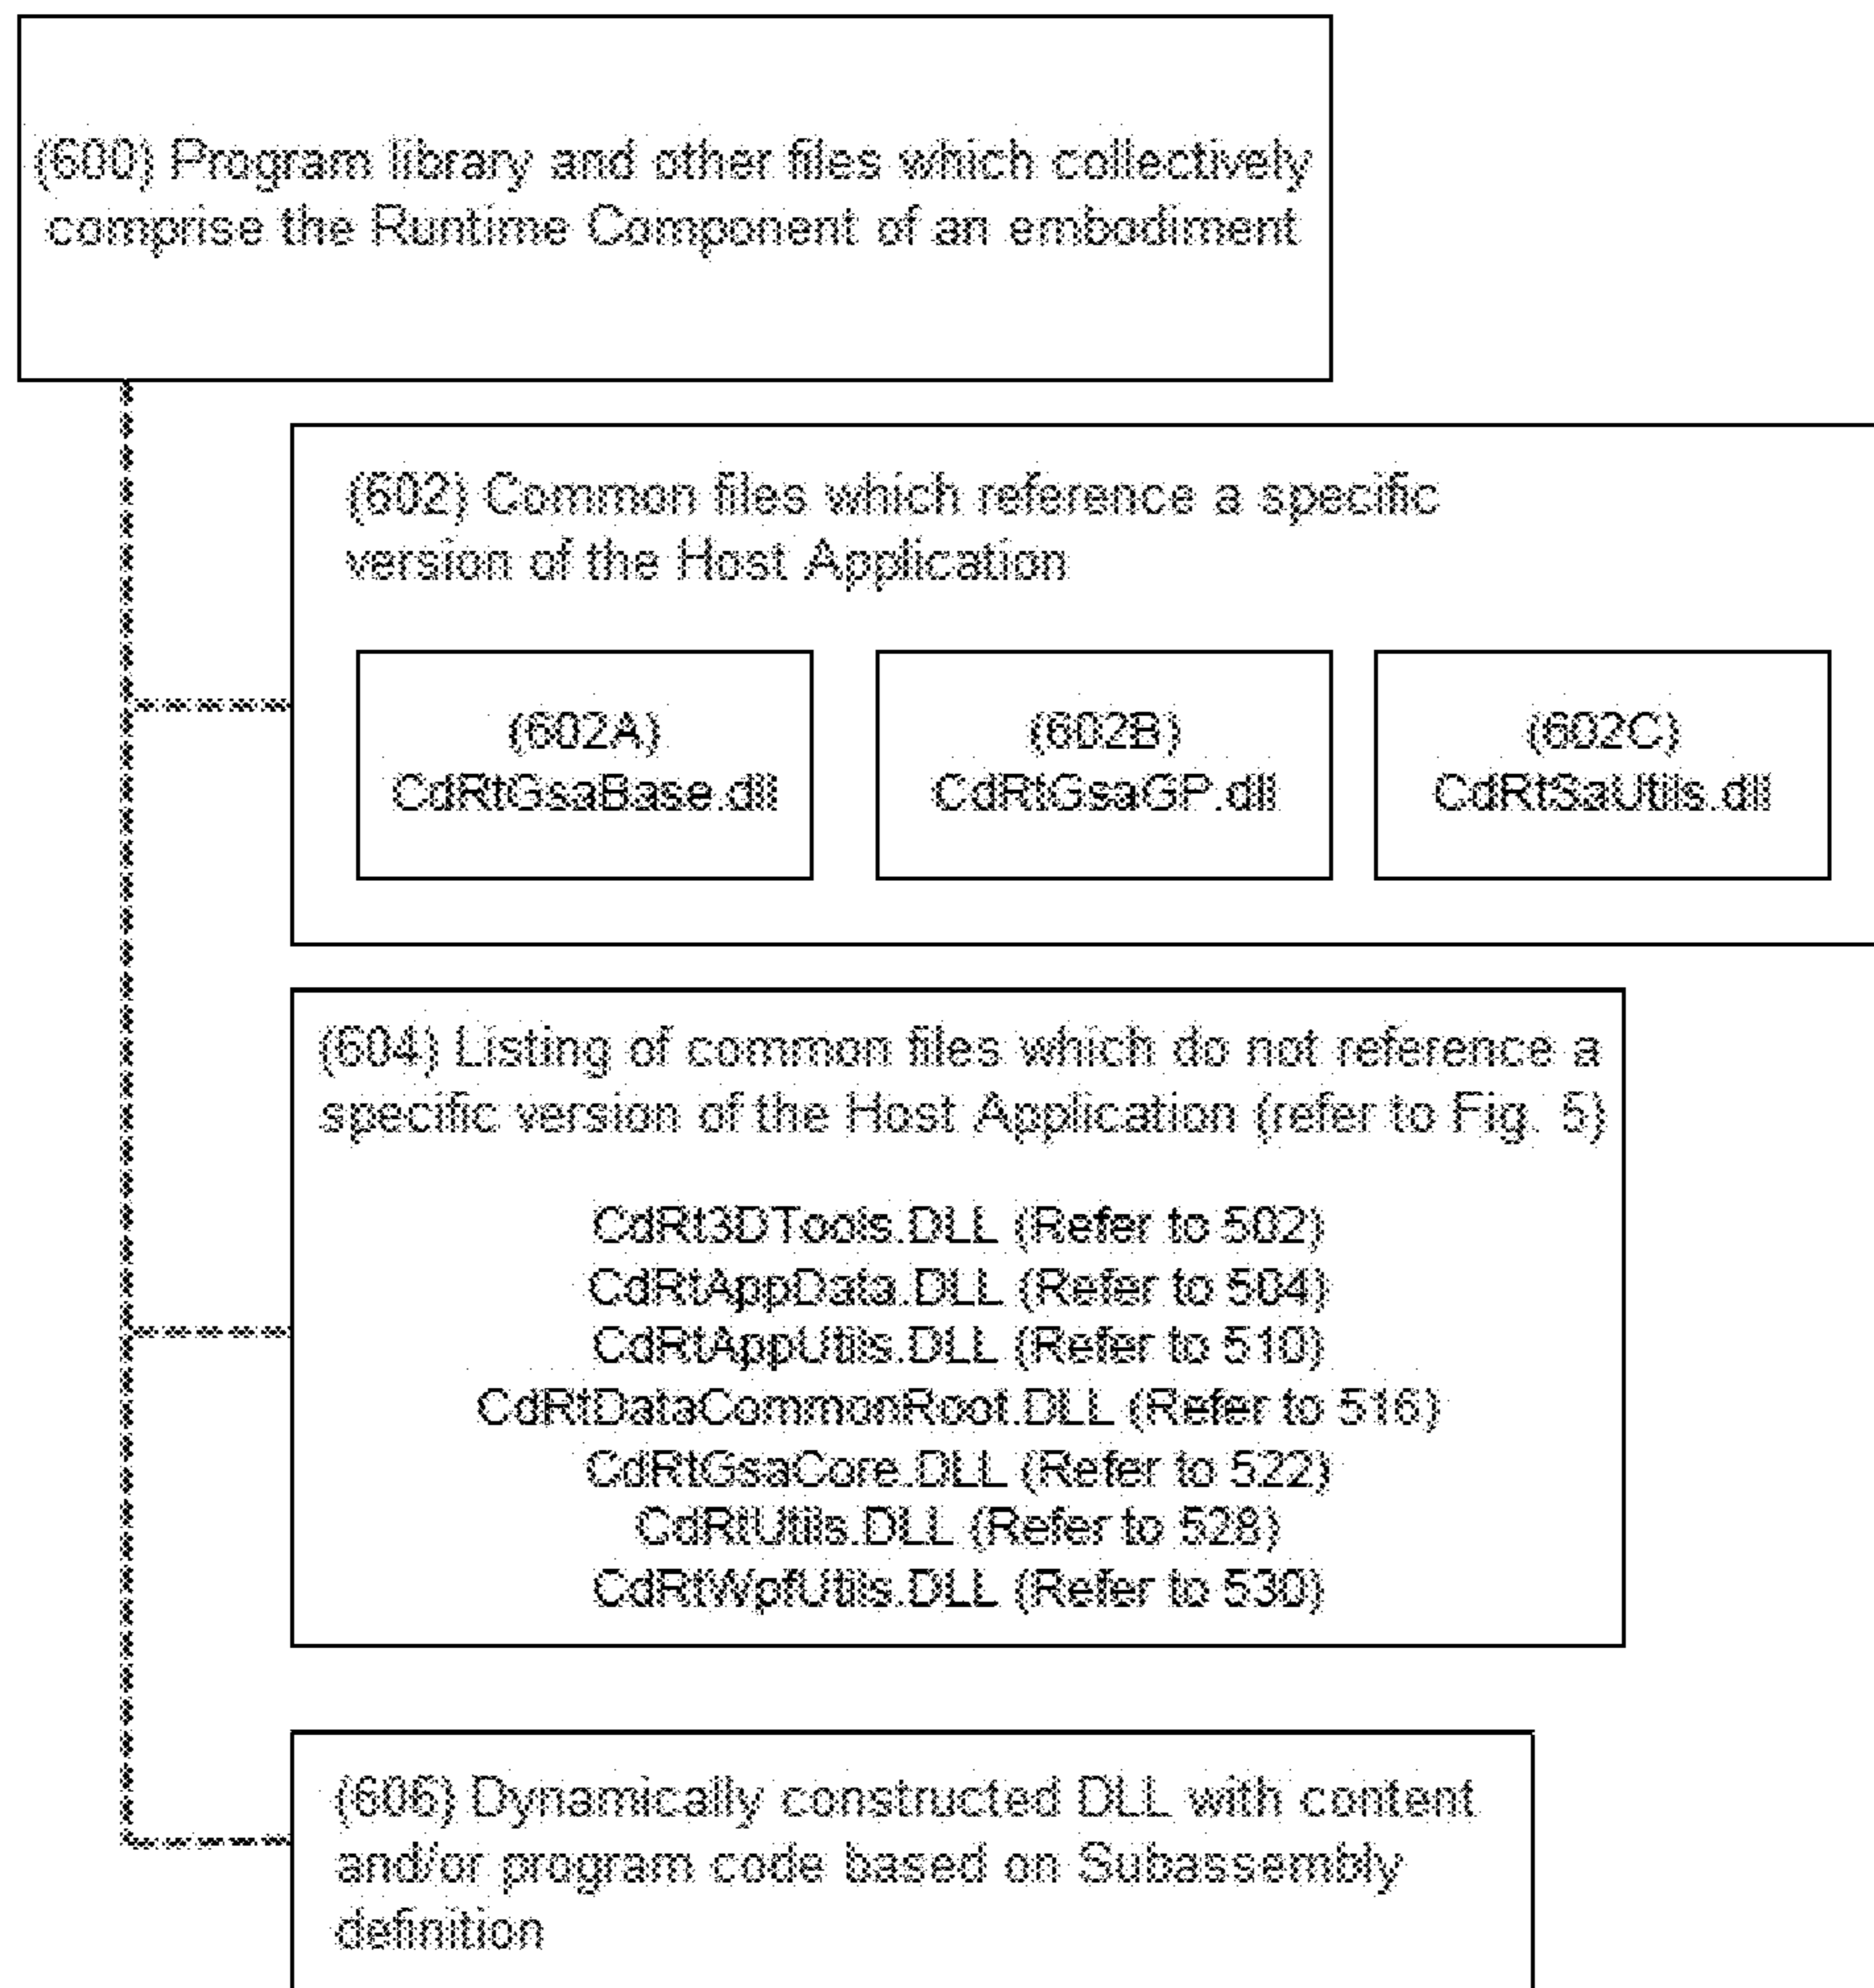 (600) Program library and other files which collectively
comprise the Runtime Component of an embodiment
(602) Common files which reference a specific
version of the Host Application
(602A)
CdRtGsaBase.dll
(602B)
CdRtGsaGP.dll
(602C)
CdRtSaUtils.dll
(604) Listing of common files which do not reference a
specific version of the Host Application (refer to Fig. 5)
CdRt3DTools.DLL (Refer to 502)
CdRtAppData.DLL (Refer to 504)
CdRtAppUtils.DLL (Refer to 510)
CdRtDataCommonRoot.DLL (Refer to 516)
CdRtGsaCore.DLL (Refer to 522)
CdRtUtils.DLL (Refer to 528)
CdRtWpfUtils.DLL (Refer to 530)
(606) Dynamically constructed DLL with content
and/or program code based on Subassembly
definition